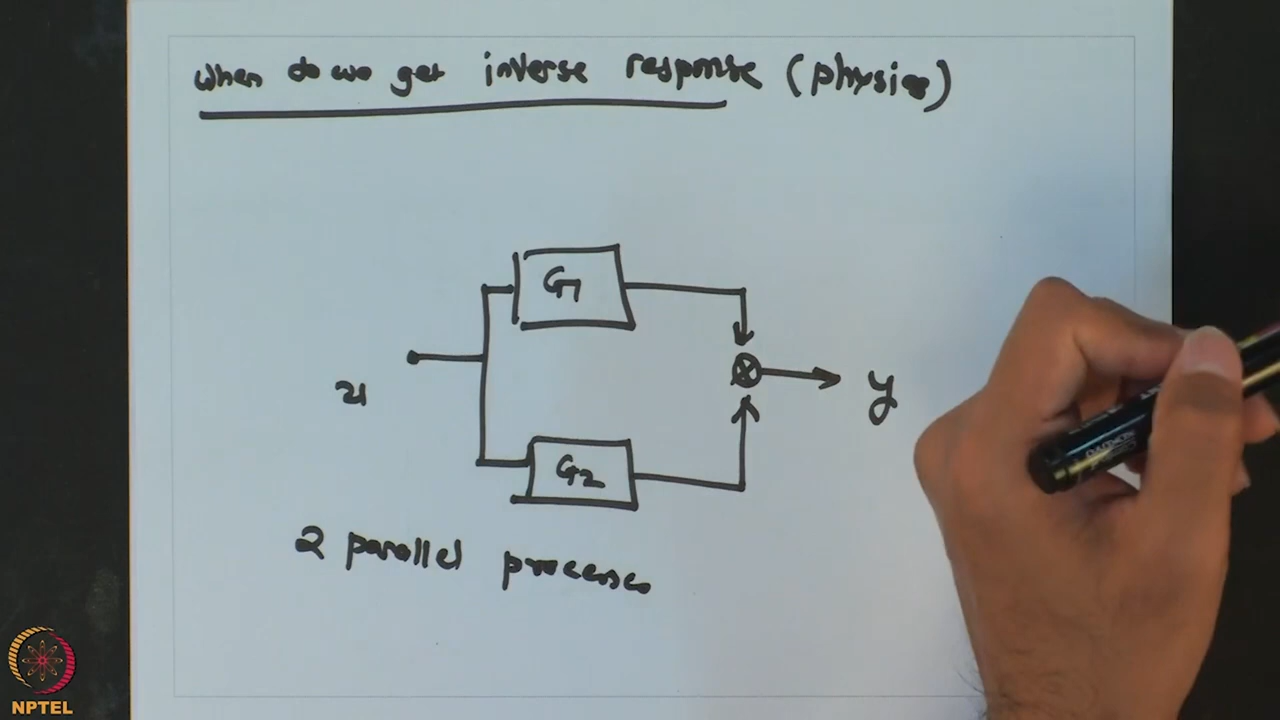 when do we get inverse response (physics)
G1
u
y
G2
2 parallel processes
NPTEL